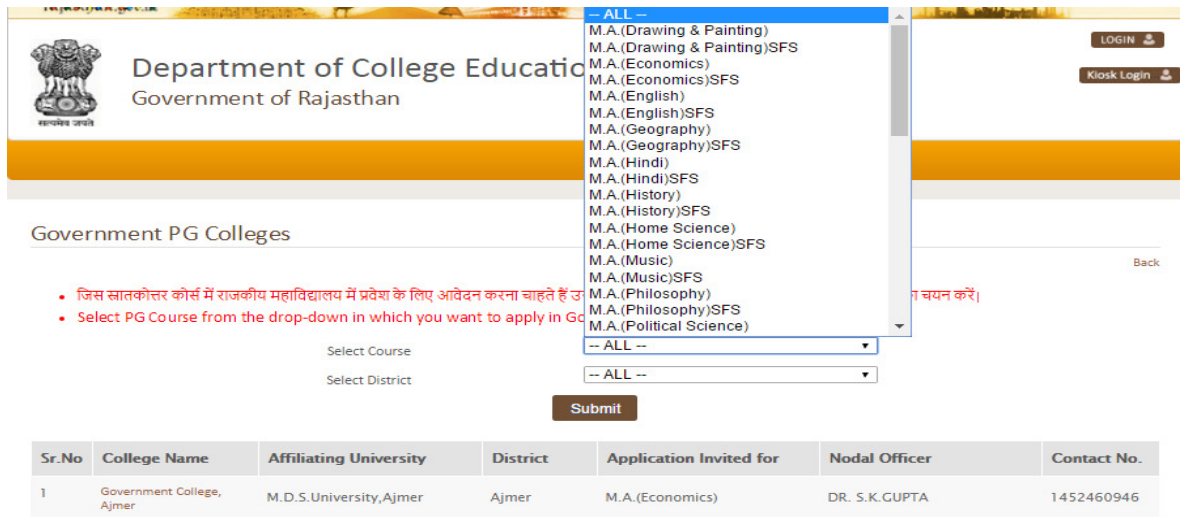 -- ALL --
M.A.(Drawing & Painting)
M.A.(Drawing & Painting)SFS
M.A.(Economics)
M.A.(Economics)SFS
M.A.(English)
M.A.(English)SFS
M.A.(Geography)
M.A.(Geography)SFS
M.A.(Hindi)
M.A.(Hindi)SFS
M.A.(History)
M.A.(History)SFS
M.A.(Home Science)
M.A.(Home Science)SFS
M.A.(Music)
M.A.(Music)SFS
M.A.(Philosophy)
M.A.(Philosophy)SFS
M.A.(Political Science)
LOGIN
Kiosk Login
सत्यमेव जयते
Department of College Educatio
Government of Rajasthan
Government PG Colleges
Back
जिस स्नातकोत्तर कोर्स में राजकीय महाविद्यालय में प्रवेश के लिए आवेदन करना चाहते हैं चयन करें|
Select PG Course from the drop-down in which you want to apply in Go
Select Course -- ALL --
Select District -- ALL --
Submit
Sr.No College Name Affiliating University District Application Invited for Nodal Officer Contact No.
1 Government College, Ajmer M.D.S.University,Ajmer Ajmer M.A.(Economics) DR. S.K.GUPTA 1452460946